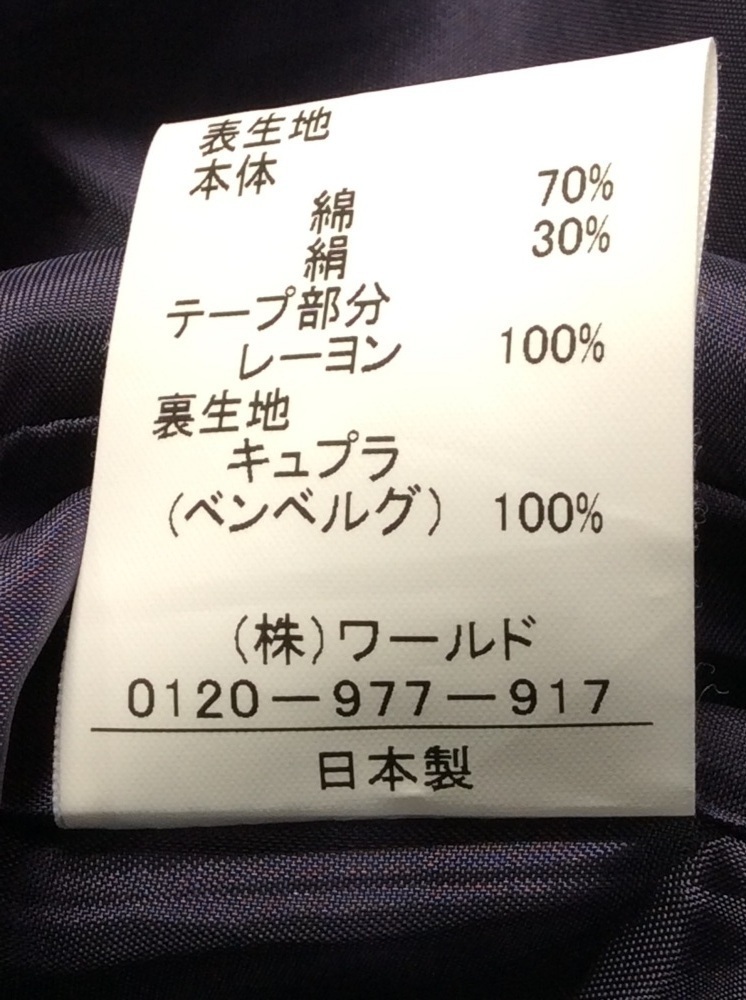 表生地
本体
綿 70%
絹 30%
テープ部分
レーヨン 100%
裏生地
キュプラ
(ベンベルグ) 100%
(株)ワールド
0120-977-917
日本製